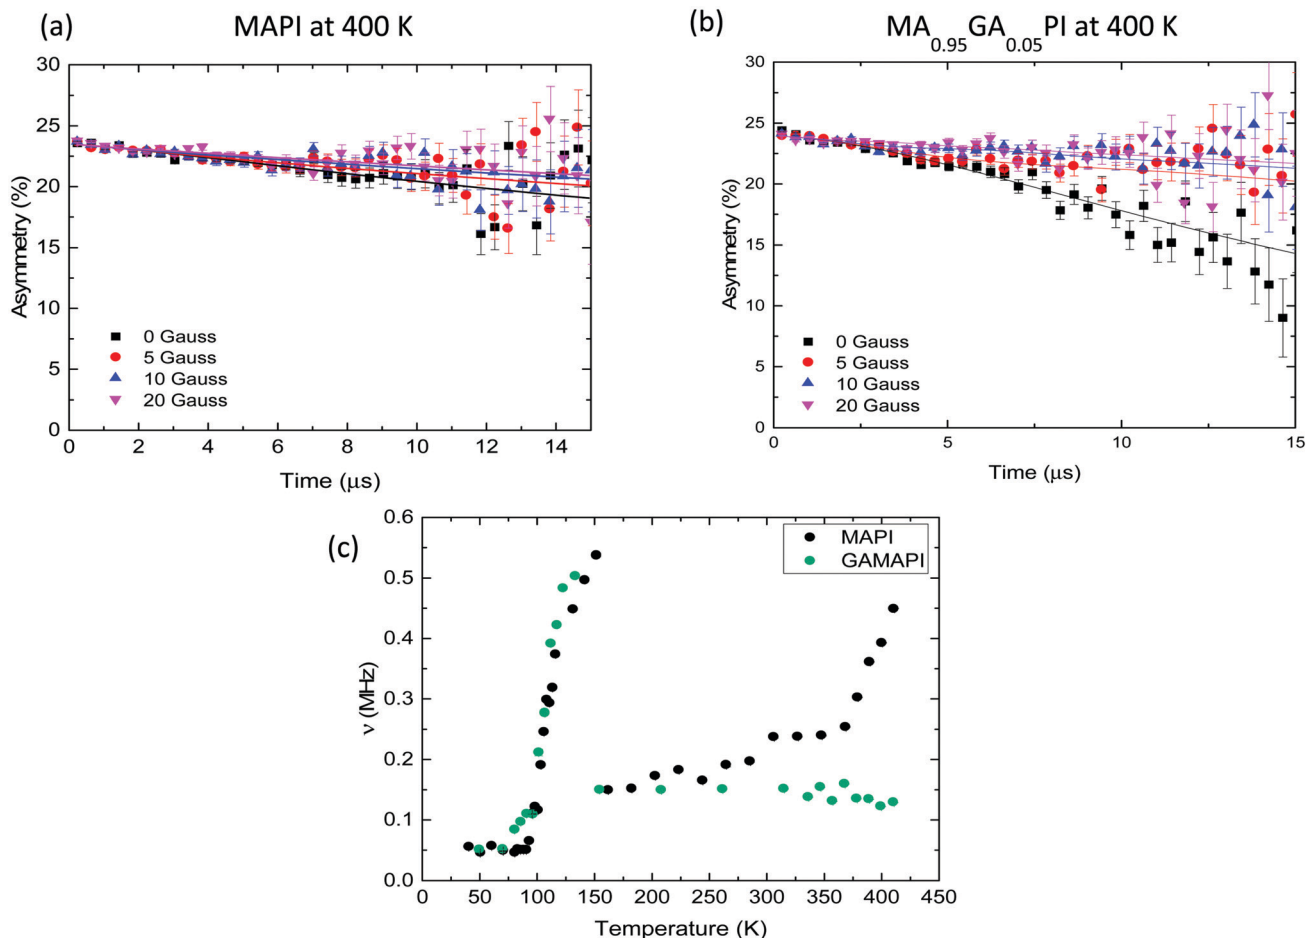 (a)
MAPI at 400 K
30
25
20
15
10
5
0
Asymmetry (%)
0 Gauss
5 Gauss
10 Gauss
20 Gauss
0 2 4 6 8 10 12 14
Time (μs)
(b)
MA0.95GA0.05PI at 400 K
30
25
20
15
10
5
0
Asymmetry (%)
0 Gauss
5 Gauss
10 Gauss
20 Gauss
0 5 10 15
Time (μs)
(c)
0.6
0.5
0.4
0.3
0.2
0.1
0.0
ν (MHz)
MAPI
GAMAPI
0 50 100 150 200 250 300 350 400 450
Temperature (K)